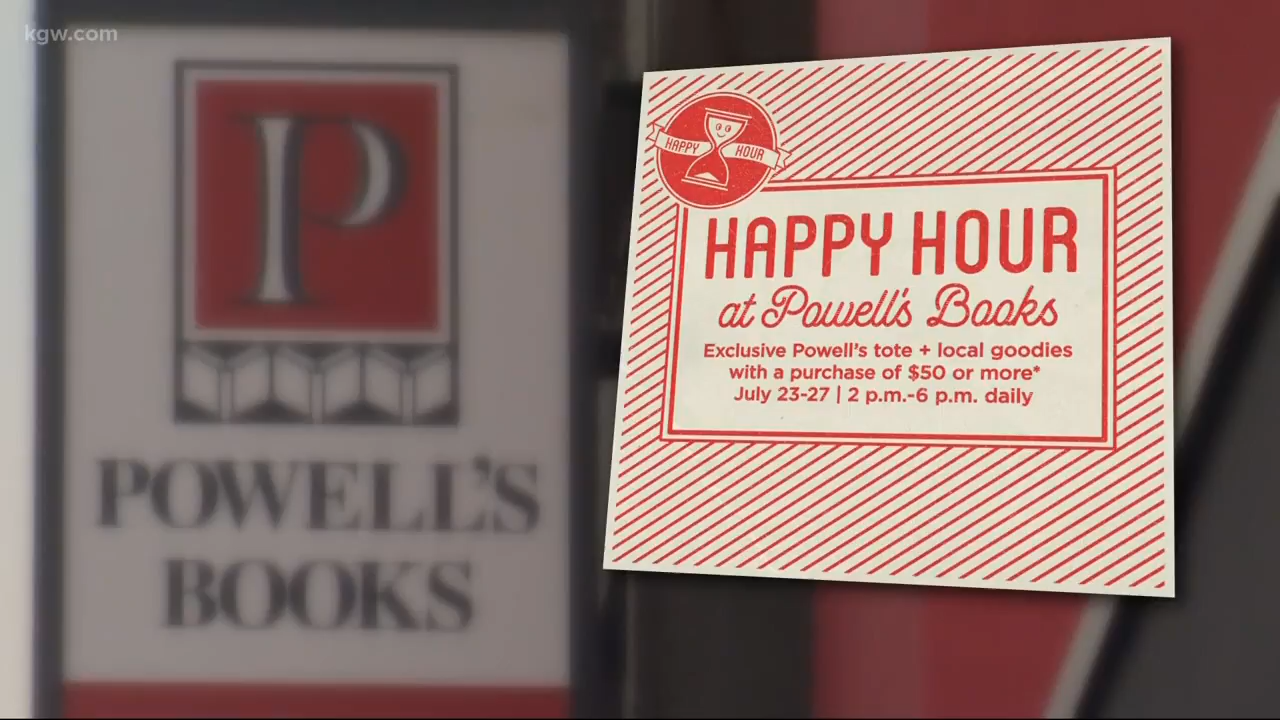 kgw.com
P
POWELL'S
BOOKS
HAPPY HOUR
HAPPY HOUR
at Powell's Books
Exclusive Powell's tote + local goodies
with a purchase of $50 or more*
July 23-27 | 2 p.m.-6 p.m. daily